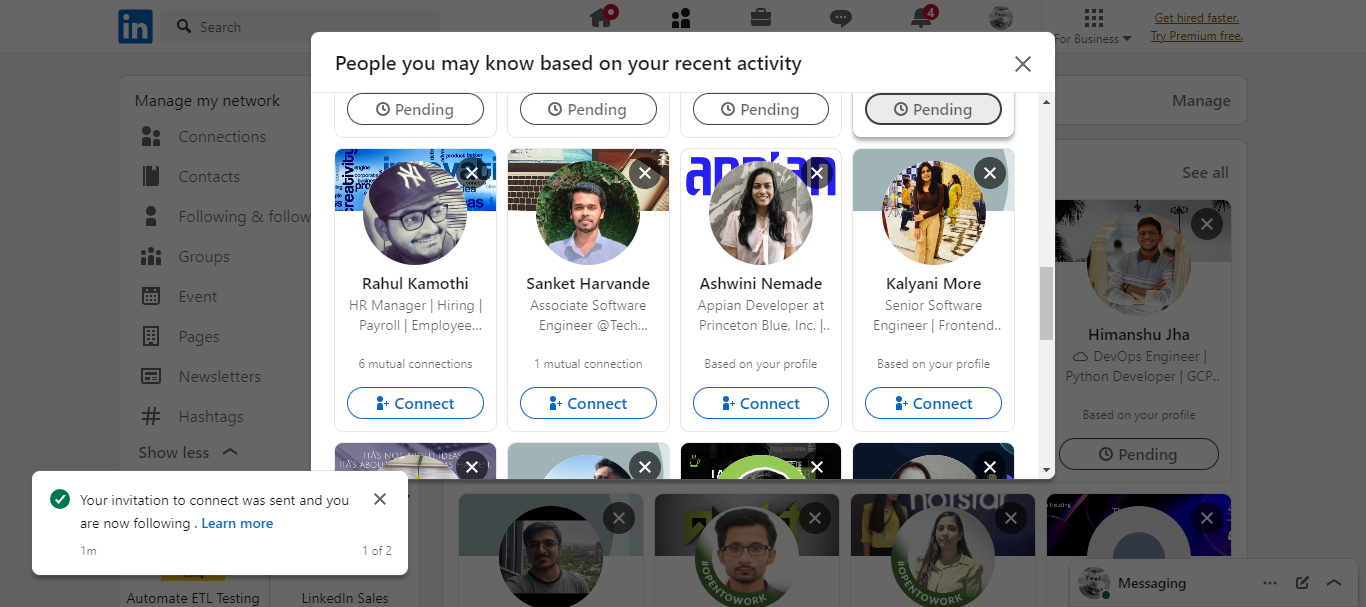 in
Search
4
For Business
Get hired faster.
Try Premium free.
People you may know based on your recent activity
Manage my network
Connections
Contacts
Following & follow
Groups
Event
Pages
Newsletters
Hashtags
Show less
Manage
See all
Pending
Pending
Pending
Pending
Rahul Kamothi
HR Manager | Hiring |
Payroll | Employee...
6 mutual connections
Connect
Sanket Harvande
Associate Software
Engineer @Tech...
1 mutual connection
Connect
appian
Ashwini Nemade
Appian Developer at
Princeton Blue, Inc. |..
Based on your profile
Connect
Kalyani More
Senior Software
Engineer | Frontend..
Based on your profile
Connect
Himanshu Jha
DevOps Engineer |
Python Developer | GCP..
Based on your profile
Pending
Your invitation to connect was sent and you
are now following . Learn more
1m
1 of 2
#OPENTOWORK
hotstar
#OPENTOWORK
Automate ETL Testing
LinkedIn Sales
Messaging